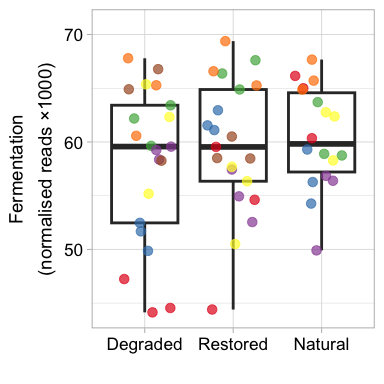 Fermentation
(normalised reads ×1000)
70
60
50
Degraded Restored Natural